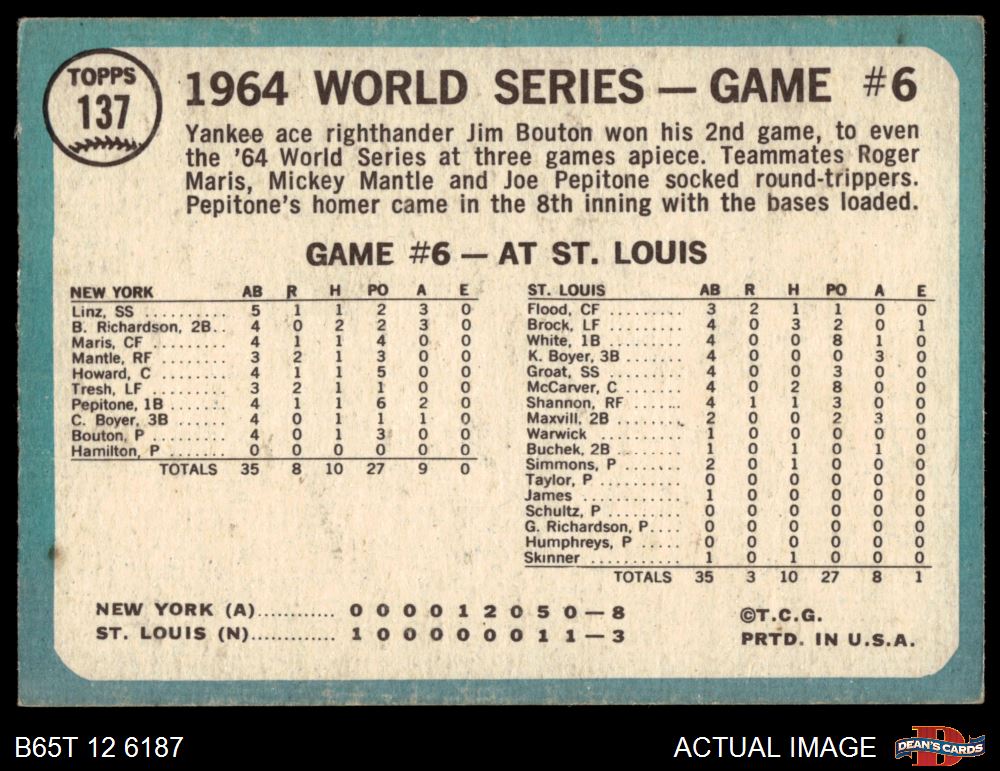 TOPPS
137
1964 WORLD SERIES — GAME #6
Yankee ace righthander Jim Bouton won his 2nd game, to even
the '64 World Series at three games apiece. Teammates Roger
Maris, Mickey Mantle and Joe Pepitone socked round-trippers.
Pepitone's homer came in the 8th inning with the bases loaded.
GAME #6 — AT ST. LOUIS
NEW YORK AB R H PO A E
Linz, SS .......... 5 1 1 2 3 0
B. Richardson, 2B.. 4 0 2 2 3 0
Maris, CF ......... 4 1 1 4 0 0
Mantle, RF ........ 3 2 1 3 0 0
Howard, C ........ 4 1 1 5 0 0
Tresh, LF ......... 3 2 1 1 0 0
Pepitone, 1B ....... 4 1 1 6 2 0
C. Boyer, 3B ...... 4 0 1 1 1 0
Bouton, P ......... 4 0 1 3 0 0
Hamilton, P ....... 0 0 0 0 0 0
TOTALS 35 8 10 27 9 0
ST. LOUIS AB R H PO A E
Flood, CF .......... 3 2 1 1 0 0
Brock, LF .......... 4 0 3 2 0 1
White, 1B .......... 4 0 0 8 1 0
K. Boyer, 3B ....... 4 0 0 0 3 0
Groat, SS .......... 4 0 0 3 0 0
McCarver, C ....... 4 0 2 8 0 0
Shannon, RF ....... 4 1 1 3 0 0
Maxvill, 2B ........ 2 0 0 2 3 0
Warwick .......... 1 0 0 0 0 0
Buchek, 2B ........ 1 0 1 0 1 0
Simmons, P ....... 2 0 1 0 0 0
Taylor, P .......... 0 0 0 0 0 0
James ............ 1 0 0 0 0 0
Schultz, P ......... 0 0 0 0 0 0
G. Richardson, P.... 0 0 0 0 0 0
Humphreys, P ..... 0 0 0 0 0 0
Skinner ........... 1 0 1 0 0 0
TOTALS 35 3 10 27 8 1
NEW YORK (A)............ 0 0 0 0 1 2 0 5 0 — 8
ST. LOUIS (N)............ 1 0 0 0 0 0 0 1 1 — 3
©T.C.G.
PRTD. IN U.S.A.
B65T 12 6187
ACTUAL IMAGE
D
DEAN'S CARDS